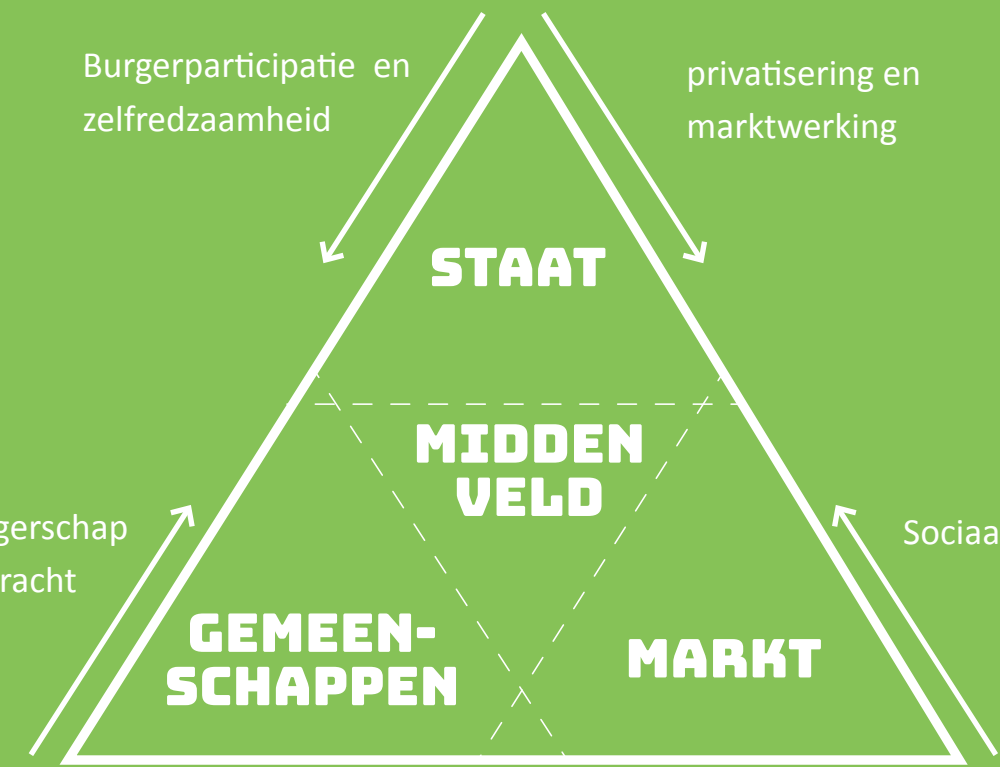 Burgerparticipatie en
zelfredzaamheid
privatisering en
marktwerking
STAAT
MIDDEN
VELD
gerschap
racht
Sociaa
GEMEEN-
SCHAPPEN
MARKT